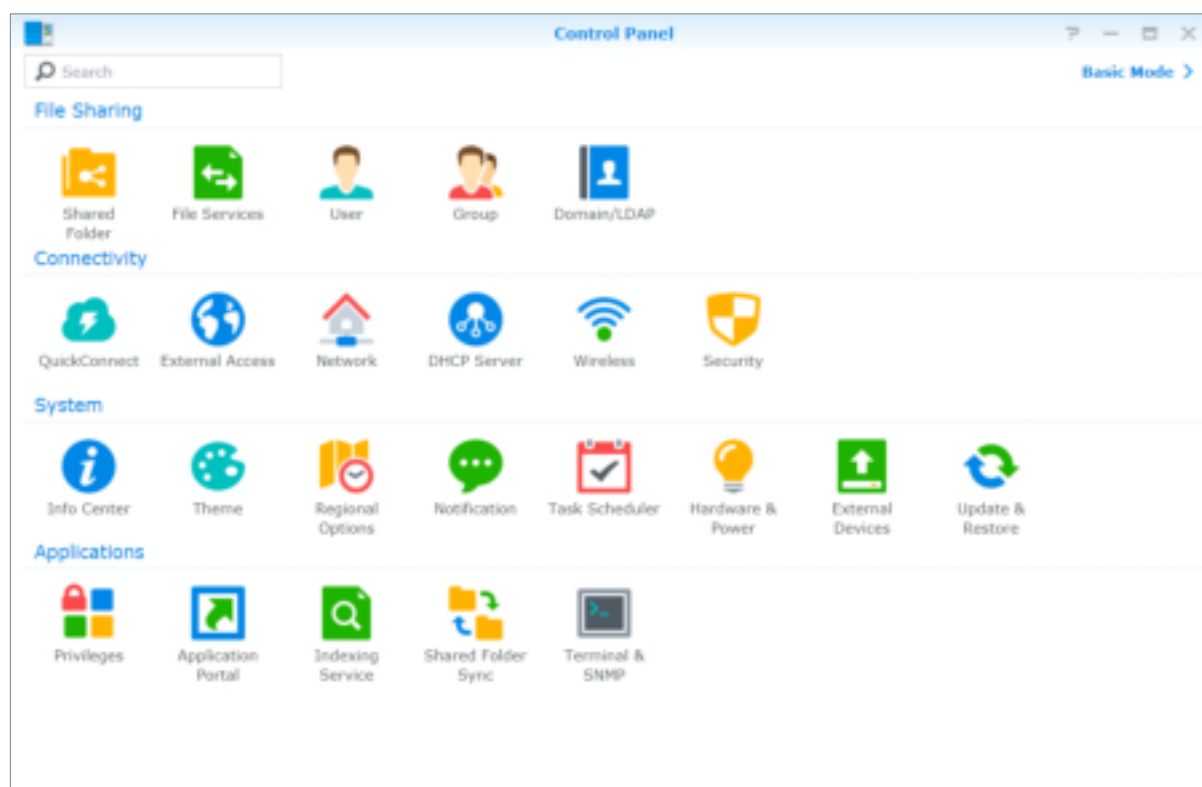 Control Panel
Search
Basic Mode
File Sharing
Shared Folder
File Services
User
Group
Domain/LDAP
Connectivity
QuickConnect
External Access
Network
DHCP Server
Wireless
Security
System
Info Center
Theme
Regional Options
Notification
Task Scheduler
Hardware & Power
External Devices
Update & Restore
Applications
Privileges
Application Portal
Indexing Service
Shared Folder Sync
Terminal & SNMP